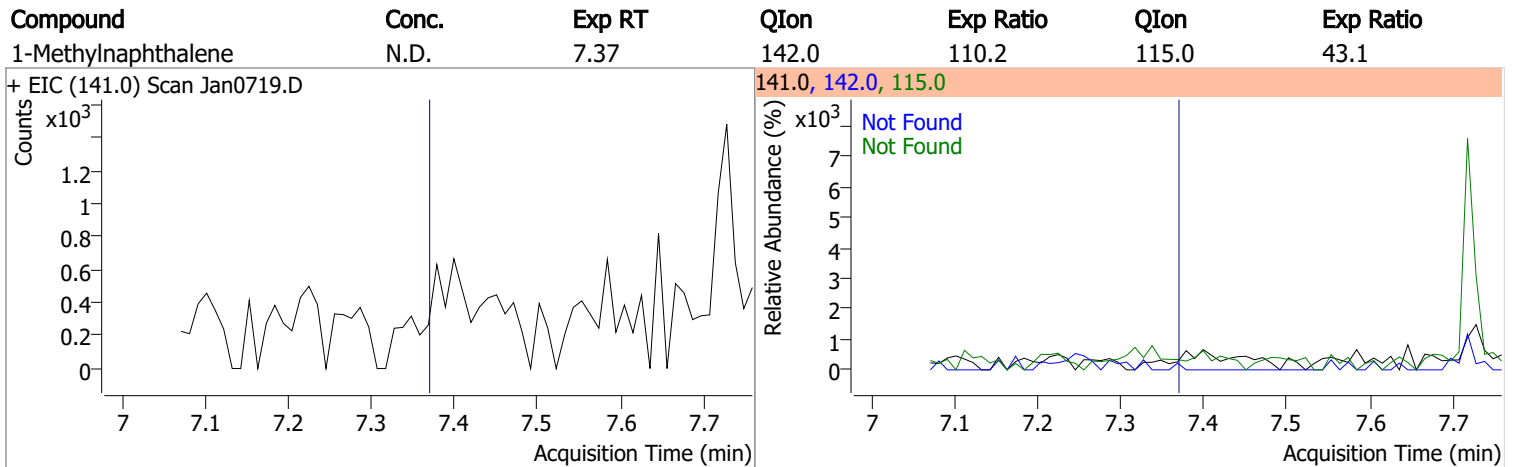 Compound Conc. Exp RT QIon Exp Ratio QIon Exp Ratio
1-Methylnaphthalene N.D. 7.37 142.0 110.2 115.0 43.1
+ EIC (141.0) Scan Jan0719.D
Counts
x10³
1.2
1
0.8
0.6
0.4
0.2
0
7 7.1 7.2 7.3 7.4 7.5 7.6 7.7
Acquisition Time (min)
141.0, 142.0, 115.0
Relative Abundance (%)
x10³
Not Found
Not Found
7
6
5
4
3
2
1
0
7 7.1 7.2 7.3 7.4 7.5 7.6 7.7
Acquisition Time (min)